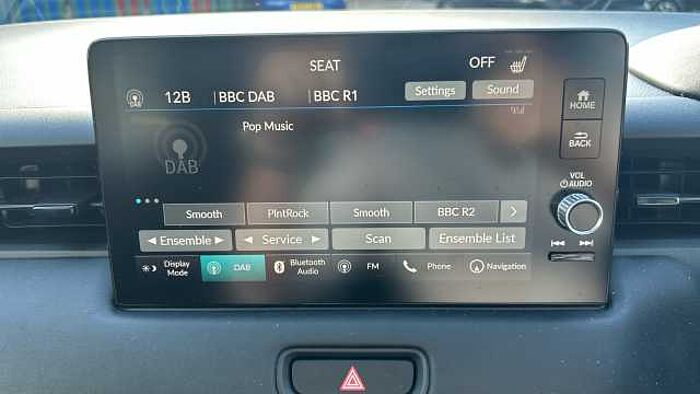 SEAT OFF
DAB 12B BBC DAB BBC R1 Settings Sound
Pop Music
DAB
HOME
BACK
VOL
AUDIO
Smooth PlntRock Smooth BBC R2
Ensemble Service Scan Ensemble List
Display Mode DAB Bluetooth Audio FM Phone Navigation